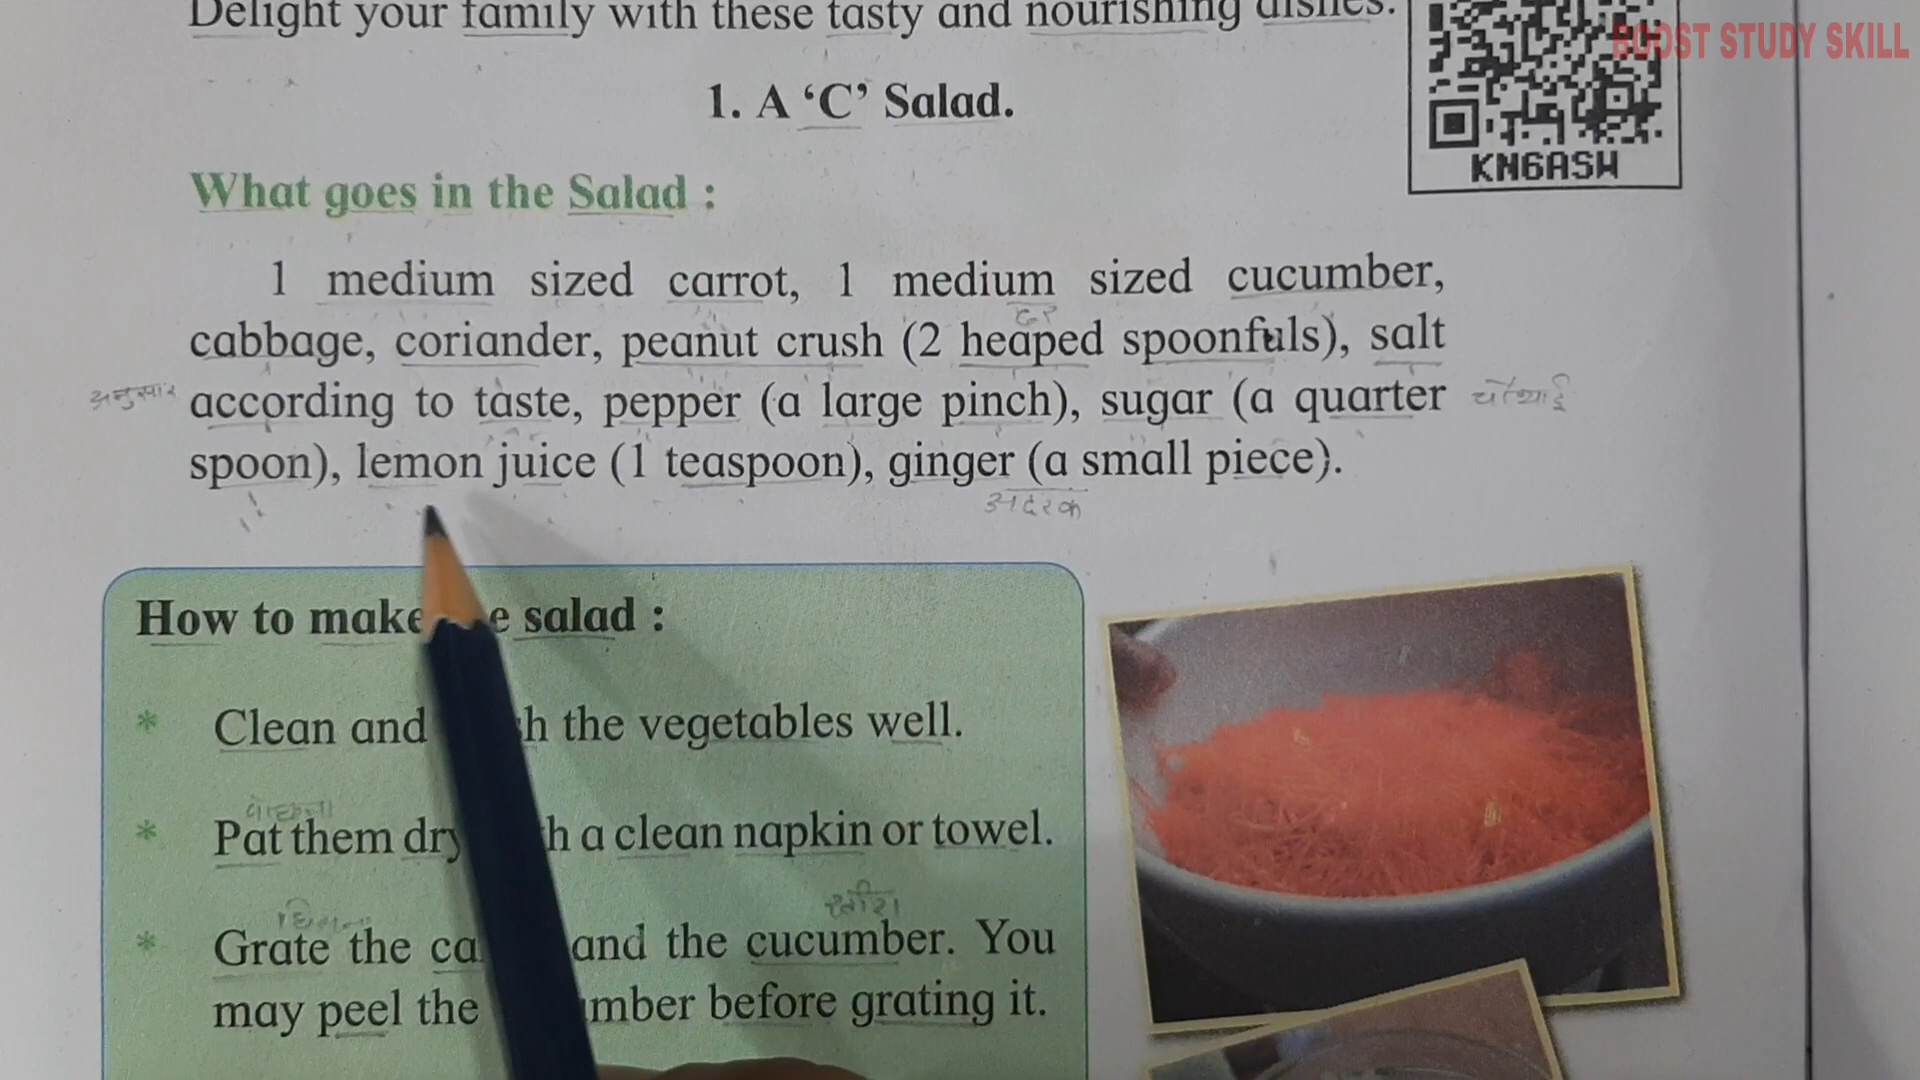 Delight your family with these tasty and nourishing dishes.
BOOST STUDY SKILL
1. A ‘C’ Salad.
KN6ASW
What goes in the Salad :
1 medium sized carrot, 1 medium sized cucumber,
cabbage, coriander, peanut crush (2 heaped spoonfuls), salt
अनुसार according to taste, pepper (a large pinch), sugar (a quarter चौथाई
spoon), lemon juice (1 teaspoon), ginger (a small piece).
अदरक
How to make salad :
* Clean and the vegetables well.
* Pat them dry a clean napkin or towel.
खीरा
* Grate the and the cucumber. You
may peel the before grating it.